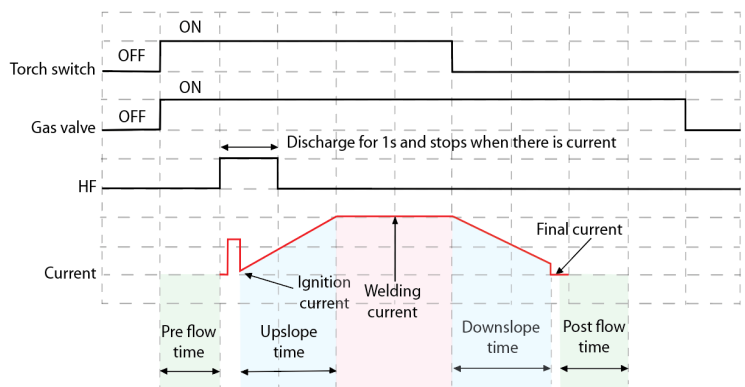 ON
OFF
Torch switch
ON
OFF
Gas valve
Discharge for 1s and stops when there is current
HF
Final current
Current
Ignition
current
Welding
current
Pre flow
time
Upslope
time
Downslope
time
Post flow
time